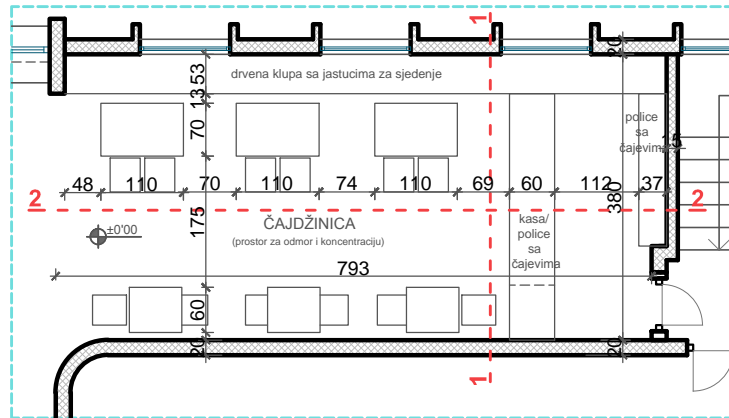 1
20
53
drvena klupa sa jastucima za sjedenje
13
70
police
sa
čajevima
15
48
110
70
110
74
110
69
60
112
37
380
2
2
175
ČAJDŽINICA
(prostor za odmor i koncentraciju)
±0'00
kasa/
police
sa
čajevima
793
60
20
20
1